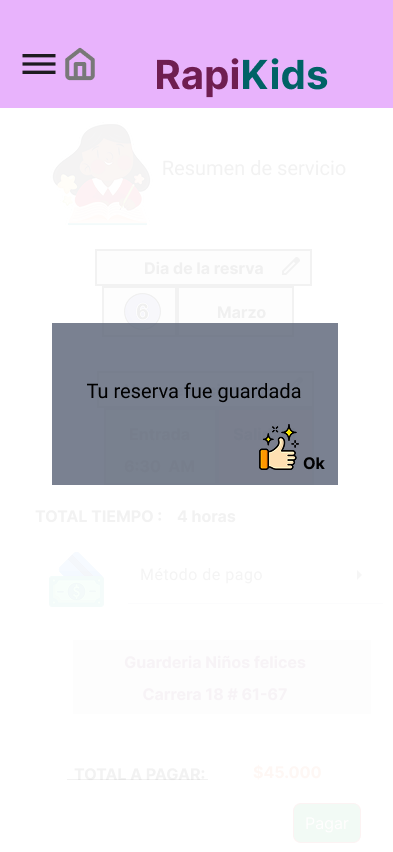 RapiKids
Resumen de servicio
Dia de la resrva
6
Marzo
Tu reserva fue guardada
Ok
TOTAL TIEMPO : 4 horas
Método de pago
Guarderia Niños felices
Carrera 18 # 61-67
TOTAL A PAGAR: $45.000
Pagar